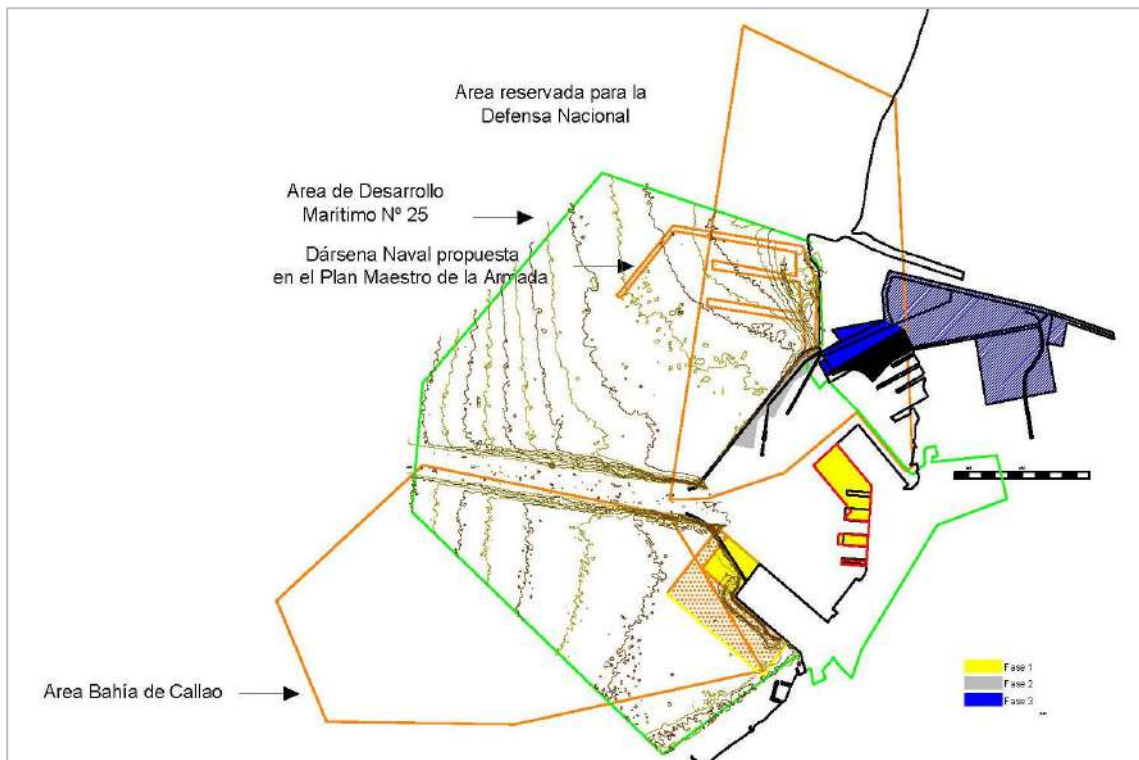 Area reservada para la
Defensa Nacional
Area de Desarrollo
Marítimo Nº 25
Dársena Naval propuesta
en el Plan Maestro de la Armada
Area Bahía de Callao
Fase 1
Fase 2
Fase 3